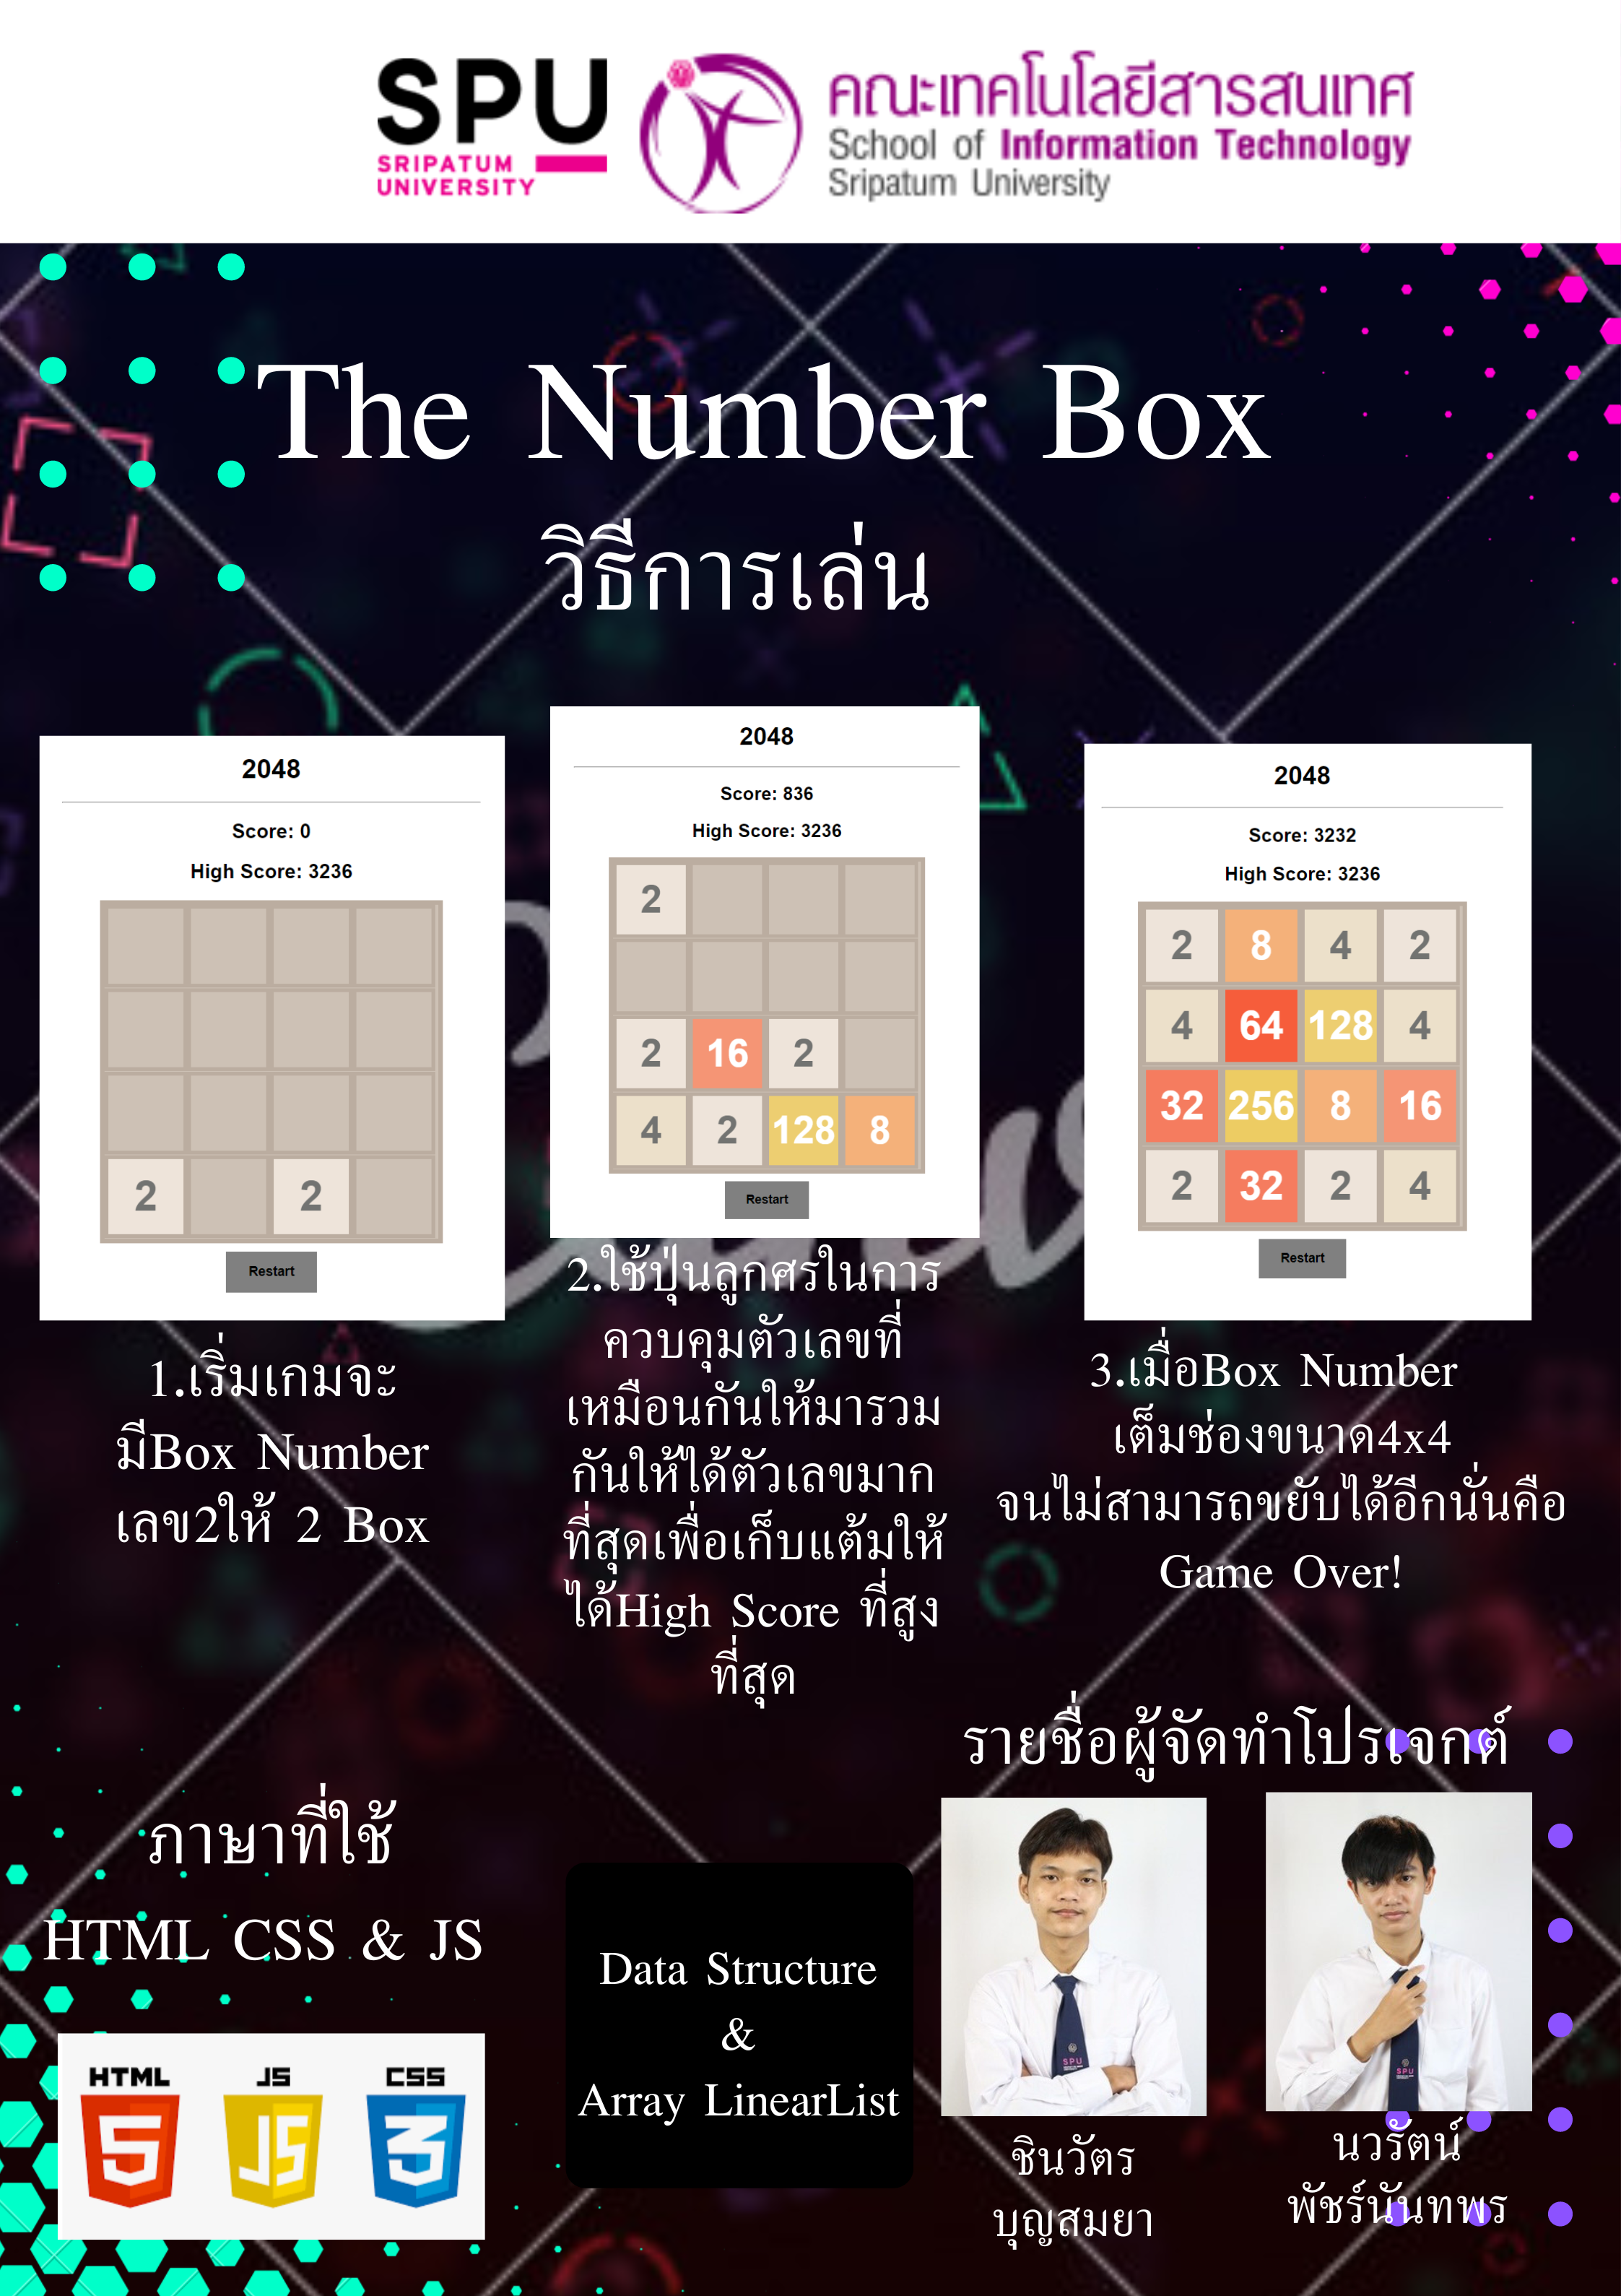 SPU
SRIPATUM
UNIVERSITY
คณะเทคโนโลยีสารสนเทศ
School of Information Technology
Sripatum University
The Number Box
วิธีการเล่น
2048
Score: 0
High Score: 3236
2 2
Restart
1.เริ่มเกมจะ
มีBox Number
เลข2ให้ 2 Box
2048
Score: 836
High Score: 3236
2
2 16 2
4 2 128 8
Restart
2.ใช้ปุ่นลูกศรในการ
ควบคุมตัวเลขที่
เหมือนกันให้มารวม
กันให้ได้ตัวเลขมาก
ที่สุดเพื่อเก็บแต้มให้
ได้High Score ที่สูง
ที่สุด
2048
Score: 3232
High Score: 3236
2 8 4 2
4 64 128 4
32 256 8 16
2 32 2 4
Restart
3.เมื่อBox Number
เต็มช่องขนาด4x4
จนไม่สามารถขยับได้อีกนั่นคือ
Game Over!
ภาษาที่ใช้
HTML CSS & JS
HTML JS CSS
5 JS 3
Data Structure
&
Array LinearList
รายชื่อผู้จัดทำโปรเจกต์
SPU
SPU
ชินวัตร
บุญสมยา
นวรัตน์
พัชร์นันทพร